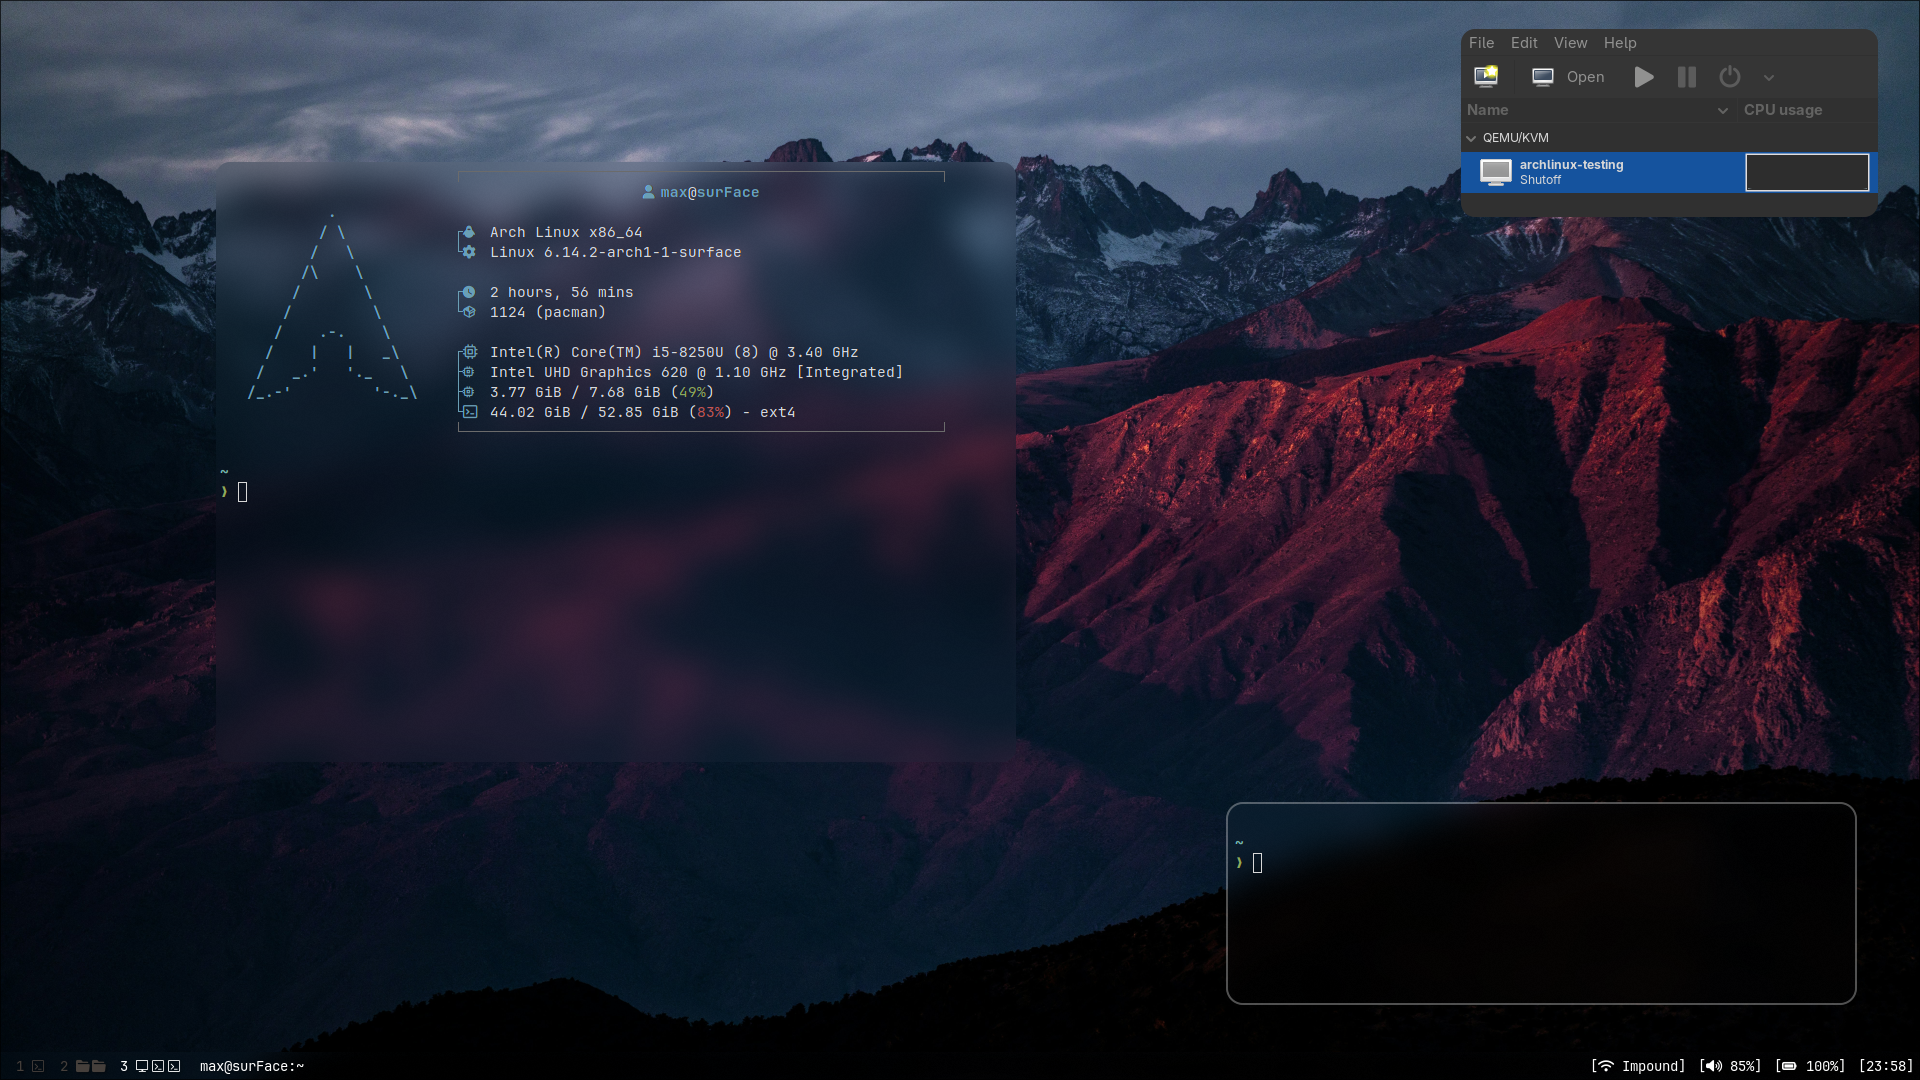 File Edit View Help
Open
Name CPU usage
QEMU/KVM
archlinux-testing
Shutoff
max@surFace
Arch Linux x86_64
Linux 6.14.2-arch1-1-surface
2 hours, 56 mins
1124 (pacman)
Intel(R) Core(TM) i5-8250U (8) @ 3.40 GHz
Intel UHD Graphics 620 @ 1.10 GHz [Integrated]
3.77 GiB / 7.68 GiB (49%)
44.02 GiB / 52.85 GiB (83%) - ext4
~
❯
~
❯
1 2 3 max@surFace:~ [Impound] [85%] [100%] [23:58]